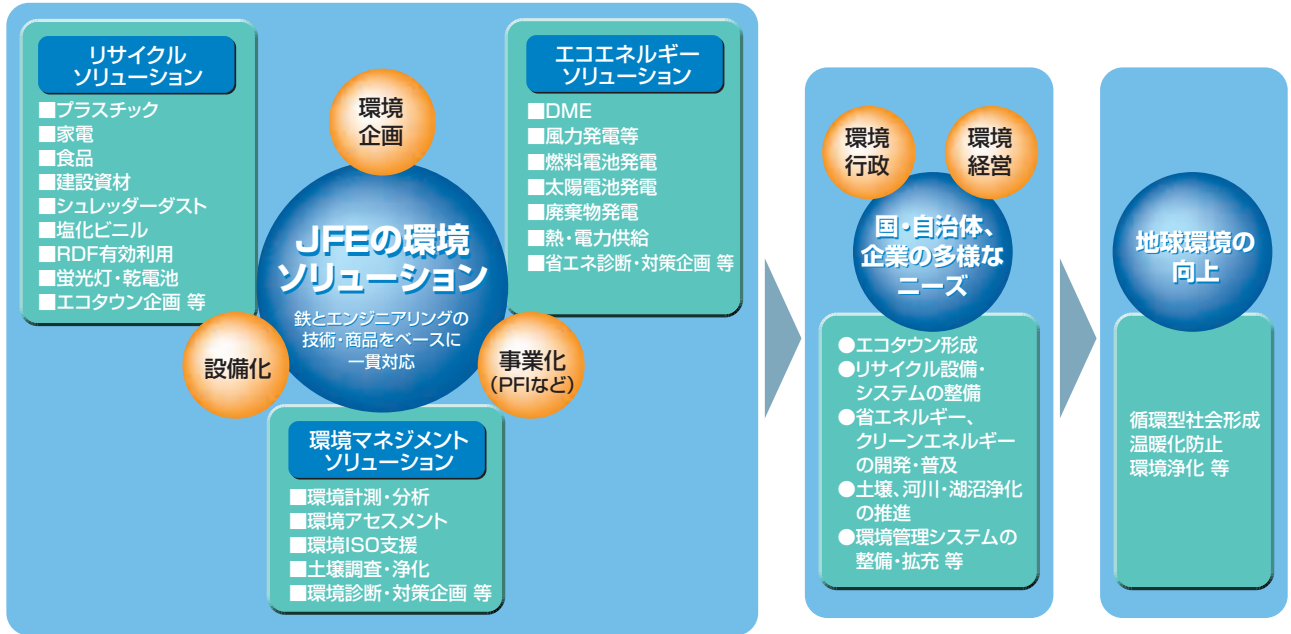 リサイクル
ソリューション
■プラスチック
■家電
■食品
■建設資材
■シュレッダーダスト
■塩化ビニル
■RDF有効利用
■蛍光灯・乾電池
■エコタウン企画 等
環境
企画
エコエネルギー
ソリューション
■DME
■風力発電等
■燃料電池発電
■太陽電池発電
■廃棄物発電
■熱・電力供給
■省エネ診断・対策企画 等
JFEの環境
ソリューション
鉄とエンジニアリングの
技術・商品をベースに
一貫対応
設備化
事業化
(PFIなど)
環境マネジメント
ソリューション
■環境計測・分析
■環境アセスメント
■環境ISO支援
■土壌調査・浄化
■環境診断・対策企画 等
環境
行政
環境
経営
国・自治体、
企業の多様な
ニーズ
●エコタウン形成
●リサイクル設備・
システムの整備
●省エネルギー、
クリーンエネルギー
の開発・普及
●土壌、河川・湖沼浄化
の推進
●環境管理システムの
整備・拡充 等
地球環境の
向上
循環型社会形成
温暖化防止
環境浄化 等